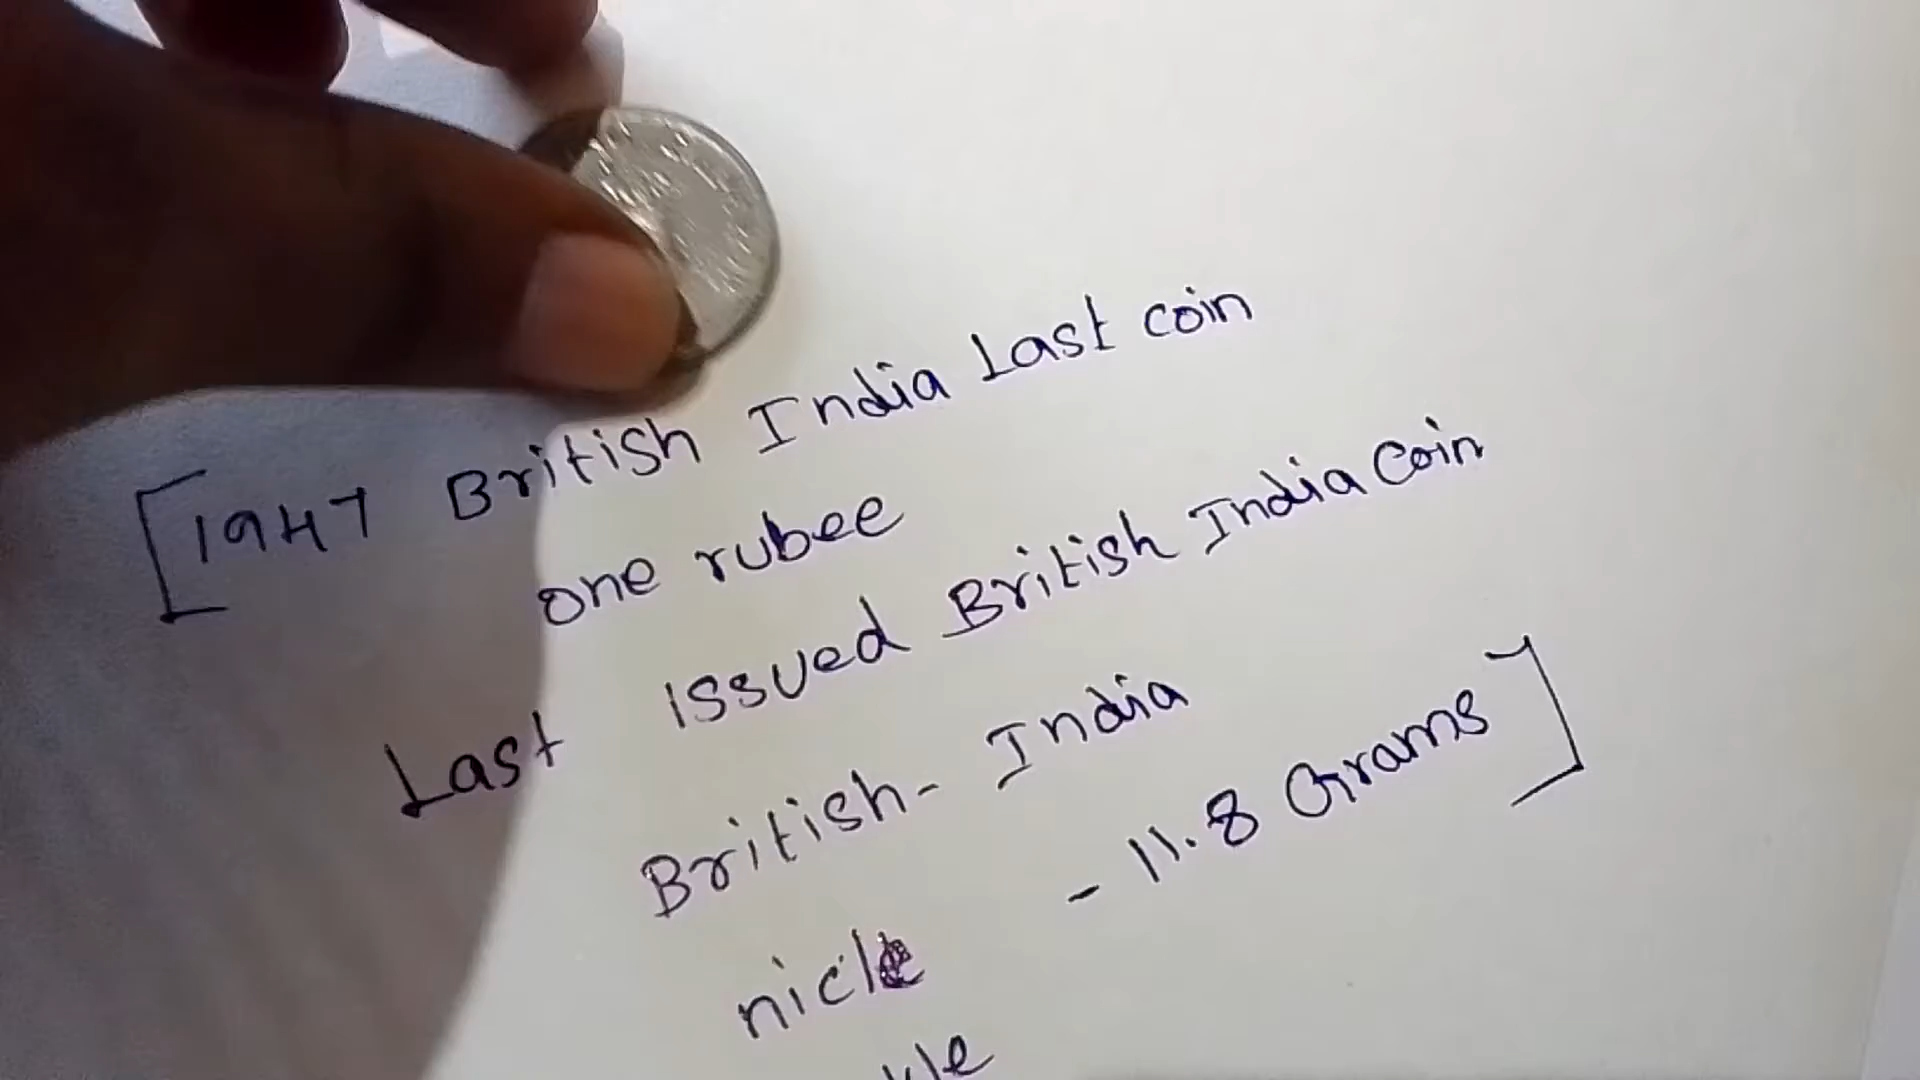 [1947 British India Last coin
one rubee
Last issued British India Coin
British - India
nicle - 11.8 Grams]